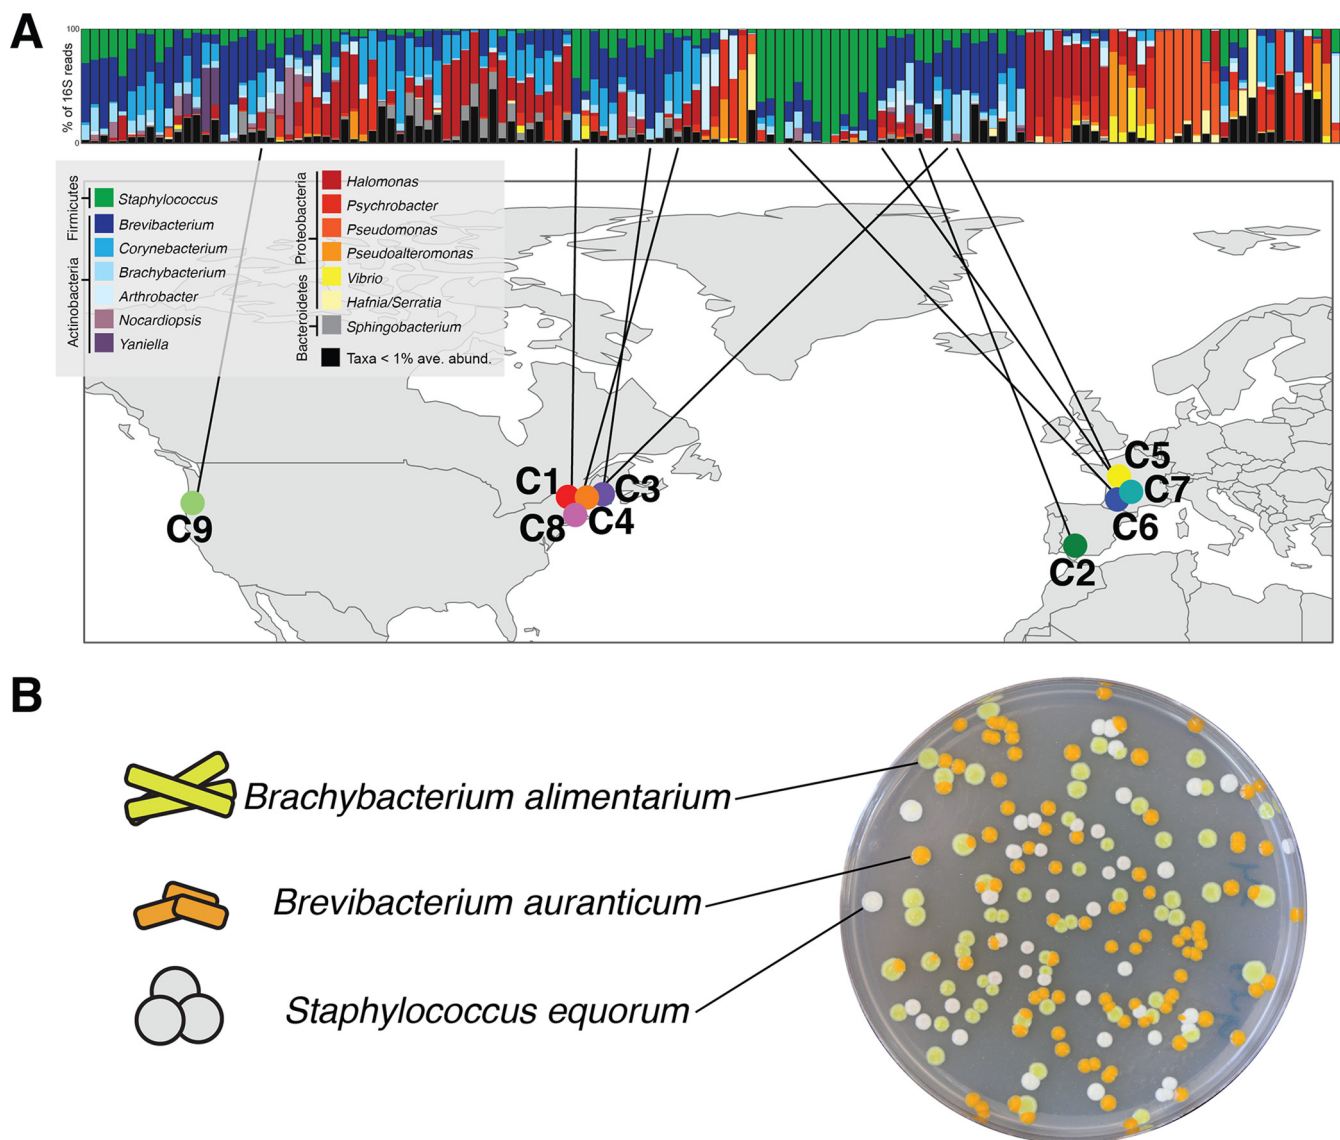 A
100
% of 16S reads
0
Firmicutes
Staphylococcus
Actinobacteria
Brevibacterium
Corynebacterium
Brachybacterium
Arthrobacter
Nocardiopsis
Yaniella
Proteobacteria
Halomonas
Psychrobacter
Pseudomonas
Pseudoalteromonas
Vibrio
Hafnia/Serratia
Bacteroidetes
Sphingobacterium
Taxa < 1% ave. abund.
C9
C1
C3
C8
C4
C5
C7
C6
C2
B
Brachybacterium alimentarium
Brevibacterium auranticum
Staphylococcus equorum